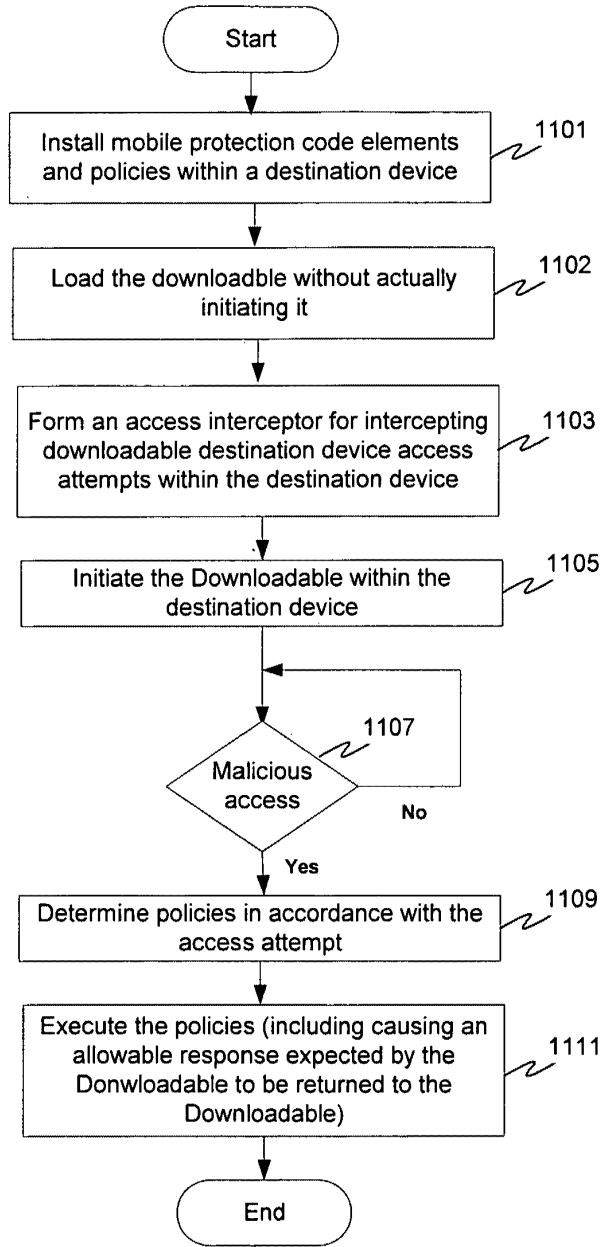 Start
Install mobile protection code elements
and policies within a destination device
1101
Load the downloadble without actually
initiating it
1102
Form an access interceptor for intercepting
downloadable destination device access
attempts within the destination device
1103
Initiate the Downloadable within the
destination device
1105
Malicious
access
1107
No
Yes
Determine policies in accordance with the
access attempt
1109
Execute the policies (including causing an
allowable response expected by the
Donwloadable to be returned to the
Downloadable)
1111
End